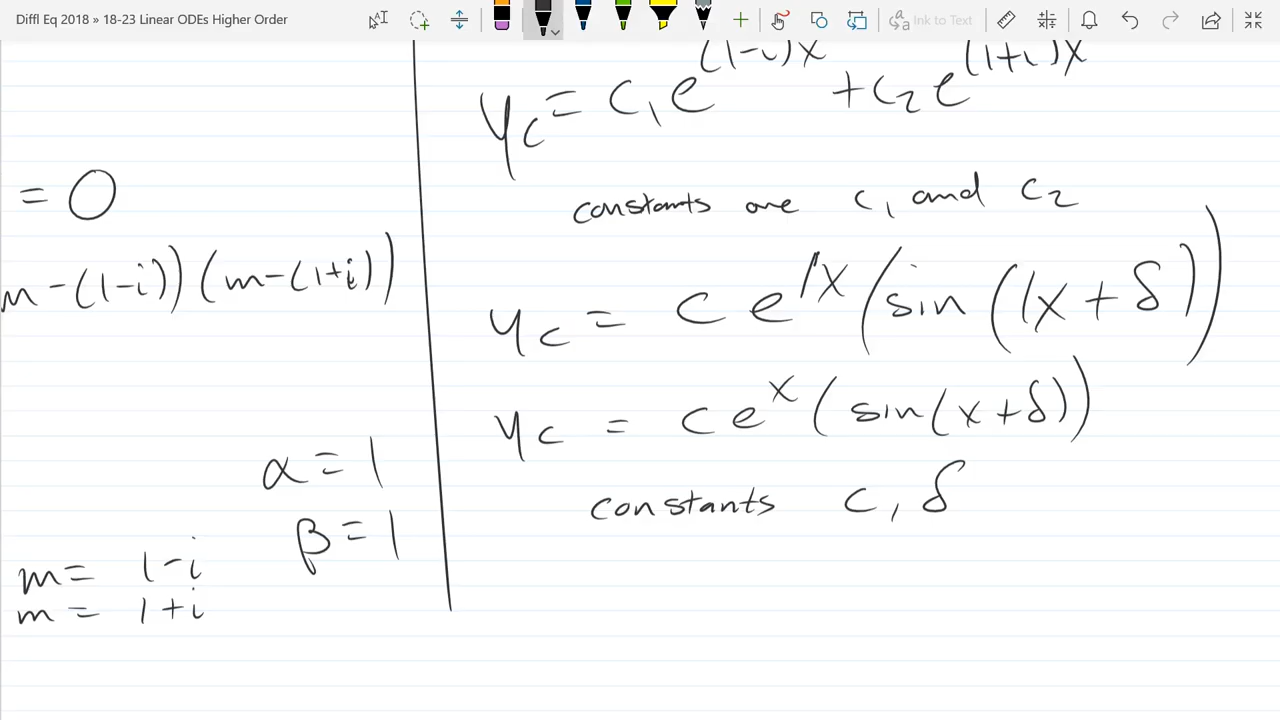 Diffl Eq 2018 » 18-23 Linear ODEs Higher Order
Ink to Text
= 0
m-(1-i))(m-(1+i))
α = 1
β = 1
m = 1-i
m = 1+i
y_c = c_1 e^{(1-i)x} + c_2 e^{(1+i)x}
constants are c_1 and c_2
y_c = c e^{1x}(sin(1x+δ))
y_c = c e^x (sin(x+δ))
constants c, δ